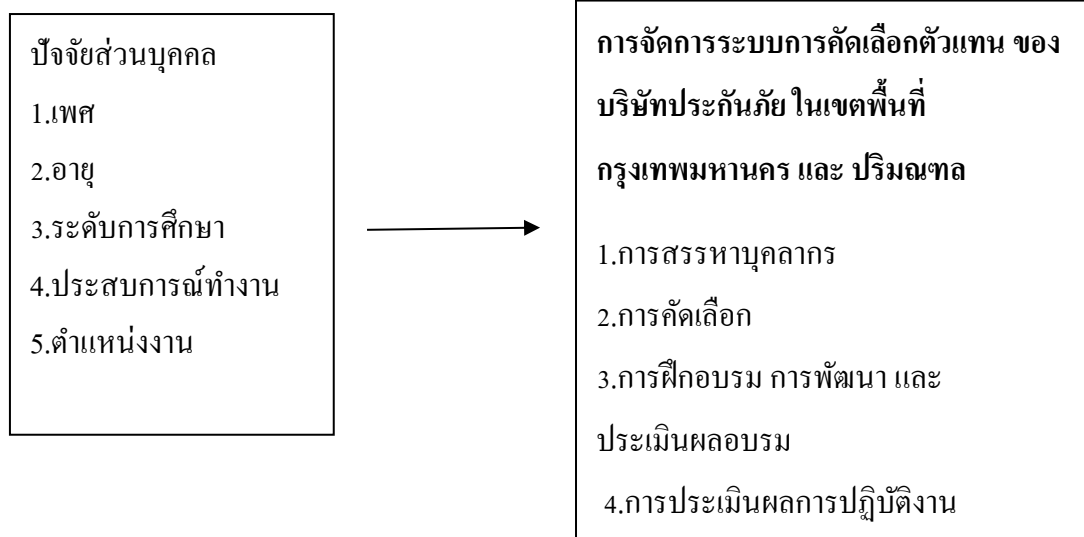 ปัจจัยส่วนบุคคล
1.เพศ
2.อายุ
3.ระดับการศึกษา
4.ประสบการณ์ทำงาน
5.ตำแหน่งงาน
การจัดการระบบการคัดเลือกตัวแทน ของ
บริษัทประกันภัย ในเขตพื้นที่
กรุงเทพมหานคร และ ปริมณฑล
1.การสรรหาบุคลากร
2.การคัดเลือก
3.การฝึกอบรม การพัฒนา และ
ประเมินผลอบรม
4.การประเมินผลการปฏิบัติงาน